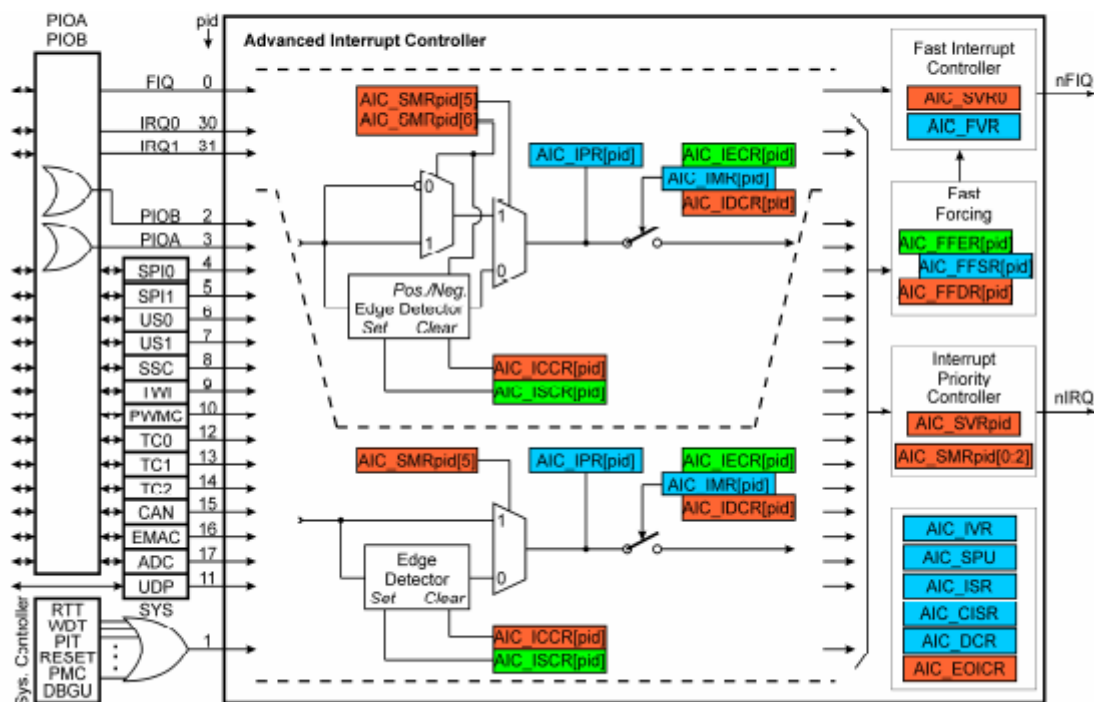 PIOA
PIOB
pid
Advanced Interrupt Controller
FIQ 0
IRQ0 30
IRQ1 31
PIOB 2
PIOA 3
SPI0 4
SPI1 5
US0 6
US1 7
SSC 8
TWI 9
PWMC 10
TC0 12
TC1 13
TC2 14
CAN 15
EMAC 16
ADC 17
UDP 11
SYS 1
Sys. Controller
RTT
WDT
PIT
RESET
PMC
DBGU
AIC_SMRpid[5]
AIC_SMRpid[6]
0
1
1
0
Pos./Neg.
Edge Detector
Set Clear
AIC_ICCR[pid]
AIC_ISCR[pid]
AIC_IPR[pid]
AIC_IECR[pid]
AIC_IMR[pid]
AIC_IDCR[pid]
AIC_SMRpid[5]
1
0
Edge
Detector
Set Clear
AIC_ICCR[pid]
AIC_ISCR[pid]
AIC_IPR[pid]
AIC_IECR[pid]
AIC_IMR[pid]
AIC_IDCR[pid]
Fast Interrupt
Controller
AIC_SVR0
AIC_FVR
nFIQ
Fast
Forcing
AIC_FFER[pid]
AIC_FFSR[pid]
AIC_FFDR[pid]
Interrupt
Priority
Controller
AIC_SVRpid
AIC_SMRpid[0:2]
nIRQ
AIC_IVR
AIC_SPU
AIC_ISR
AIC_CISR
AIC_DCR
AIC_EOICR